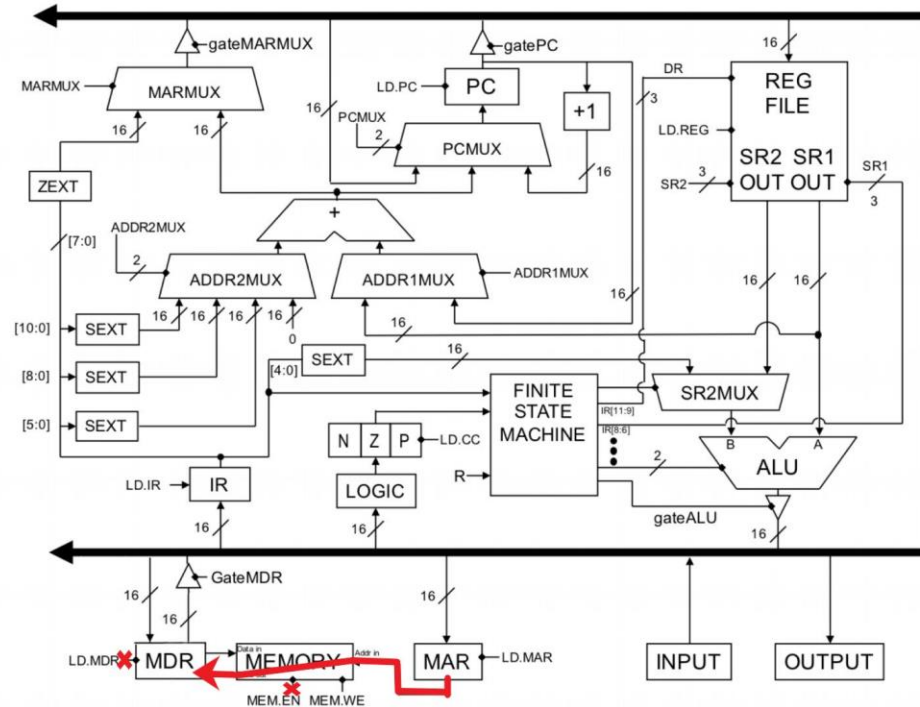 gateMARMUX
gatePC
16
MARMUX
MARMUX
LD.PC
PC
+1
DR
3
REG
FILE
LD.REG
16
16
16
PCMUX
2
PCMUX
16
SR2
OUT
SR1
OUT
SR2
3
SR1
3
ZEXT
+
[7:0]
ADDR2MUX
2
ADDR2MUX
ADDR1MUX
ADDR1MUX
16
16
16
16
16
16
16
0
16
[10:0]
SEXT
[8:0]
SEXT
[5:0]
SEXT
[4:0]
SEXT
16
FINITE
STATE
MACHINE
SR2MUX
IR[11:9]
IR[8:6]
N
Z
P
LD.CC
B
A
ALU
2
R
LD.IR
IR
LOGIC
gateALU
16
16
16
GateMDR
16
16
16
LD.MDR
MDR
Data in
MEMORY
Addr in
MAR
LD.MAR
INPUT
OUTPUT
MEM.EN
MEM.WE